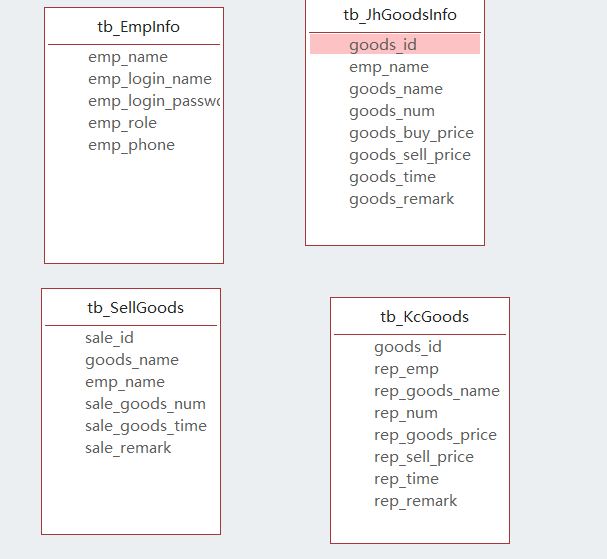 tb_EmpInfo
emp_name
emp_login_name
emp_login_passw
emp_role
emp_phone
tb_JhGoodsInfo
goods_id
emp_name
goods_name
goods_num
goods_buy_price
goods_sell_price
goods_time
goods_remark
tb_SellGoods
sale_id
goods_name
emp_name
sale_goods_num
sale_goods_time
sale_remark
tb_KcGoods
goods_id
rep_emp
rep_goods_name
rep_num
rep_goods_price
rep_sell_price
rep_time
rep_remark